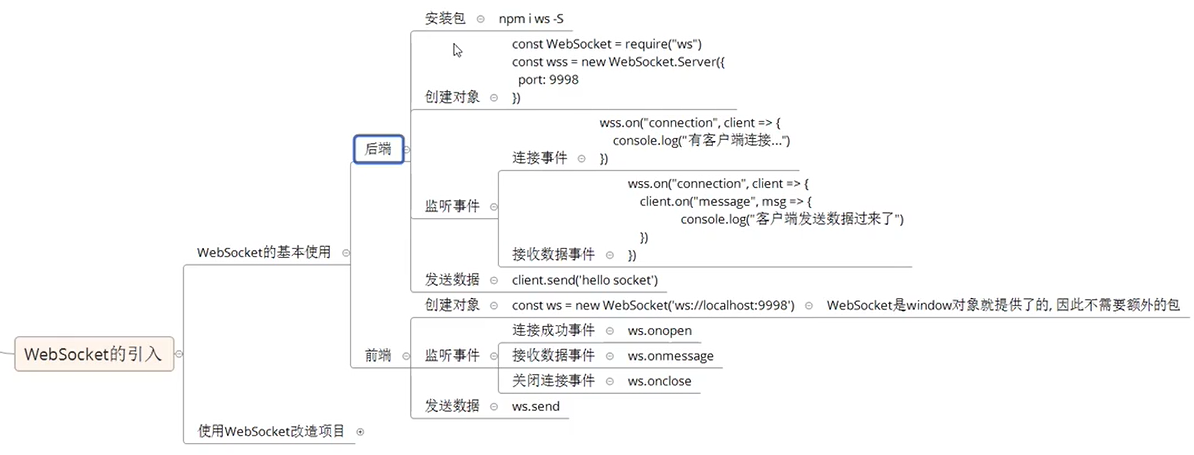 安装包 npm i ws -S
const WebSocket = require("ws")
const wss = new WebSocket.Server({
port: 9998
创建对象 })
wss.on("connection", client => {
console.log("有客户端连接...")
连接事件 })
后端
wss.on("connection", client => {
client.on("message", msg => {
console.log("客户端发送数据过来了")
})
接收数据事件 })
监听事件
WebSocket的基本使用
发送数据 client.send('hello socket')
创建对象 const ws = new WebSocket('ws://localhost:9998') WebSocket是window对象就提供了的, 因此不需要额外的包
连接成功事件 ws.onopen
WebSocket的引入
前端 监听事件 接收数据事件 ws.onmessage
关闭连接事件 ws.onclose
发送数据 ws.send
使用WebSocket改造项目